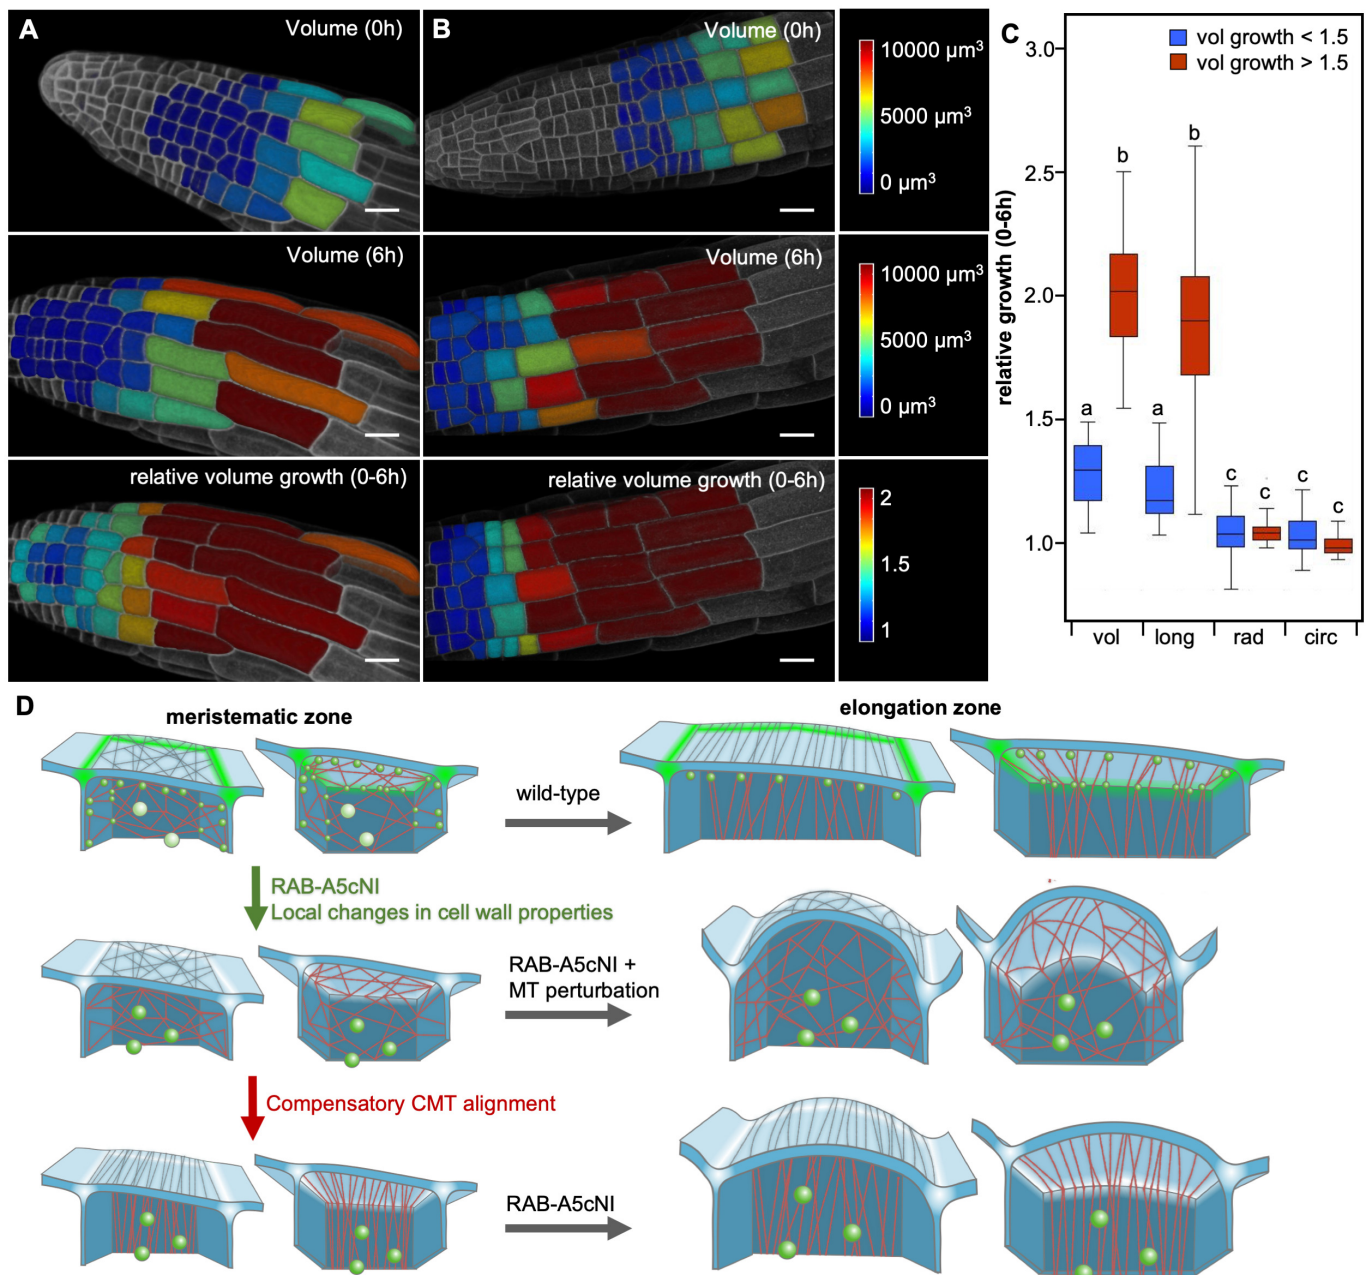 A
Volume (0h)
B
Volume (0h)
10000 µm³
5000 µm³
0 µm³
Volume (6h)
Volume (6h)
10000 µm³
5000 µm³
0 µm³
relative volume growth (0-6h)
relative volume growth (0-6h)
2
1.5
1
C
vol growth < 1.5
vol growth > 1.5
relative growth (0-6h)
3.0
2.5
2.0
1.5
1.0
a
b
a
b
c
c
c
c
vol
long
rad
circ
D
meristematic zone
elongation zone
wild-type
RAB-A5cNI
Local changes in cell wall properties
RAB-A5cNI +
MT perturbation
Compensatory CMT alignment
RAB-A5cNI